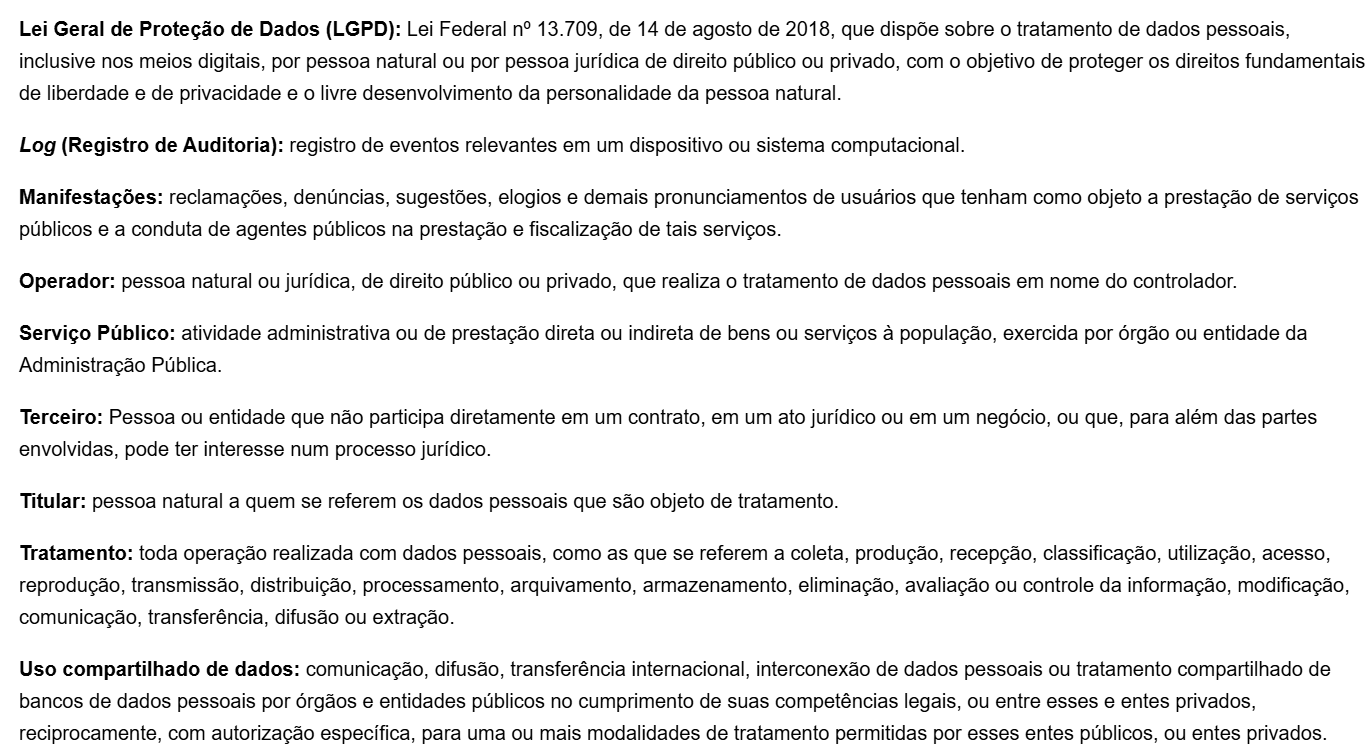 Lei Geral de Proteção de Dados (LGPD): Lei Federal nº 13.709, de 14 de agosto de 2018, que dispõe sobre o tratamento de dados pessoais,
inclusive nos meios digitais, por pessoa natural ou por pessoa jurídica de direito público ou privado, com o objetivo de proteger os direitos fundamentais
de liberdade e de privacidade e o livre desenvolvimento da personalidade da pessoa natural.
Log (Registro de Auditoria): registro de eventos relevantes em um dispositivo ou sistema computacional.
Manifestações: reclamações, denúncias, sugestões, elogios e demais pronunciamentos de usuários que tenham como objeto a prestação de serviços
públicos e a conduta de agentes públicos na prestação e fiscalização de tais serviços.
Operador: pessoa natural ou jurídica, de direito público ou privado, que realiza o tratamento de dados pessoais em nome do controlador.
Serviço Público: atividade administrativa ou de prestação direta ou indireta de bens ou serviços à população, exercida por órgão ou entidade da
Administração Pública.
Terceiro: Pessoa ou entidade que não participa diretamente em um contrato, em um ato jurídico ou em um negócio, ou que, para além das partes
envolvidas, pode ter interesse num processo jurídico.
Titular: pessoa natural a quem se referem os dados pessoais que são objeto de tratamento.
Tratamento: toda operação realizada com dados pessoais, como as que se referem a coleta, produção, recepção, classificação, utilização, acesso,
reprodução, transmissão, distribuição, processamento, arquivamento, armazenamento, eliminação, avaliação ou controle da informação, modificação,
comunicação, transferência, difusão ou extração.
Uso compartilhado de dados: comunicação, difusão, transferência internacional, interconexão de dados pessoais ou tratamento compartilhado de
bancos de dados pessoais por órgãos e entidades públicos no cumprimento de suas competências legais, ou entre esses e entes privados,
reciprocamente, com autorização específica, para uma ou mais modalidades de tratamento permitidas por esses entes públicos, ou entes privados.